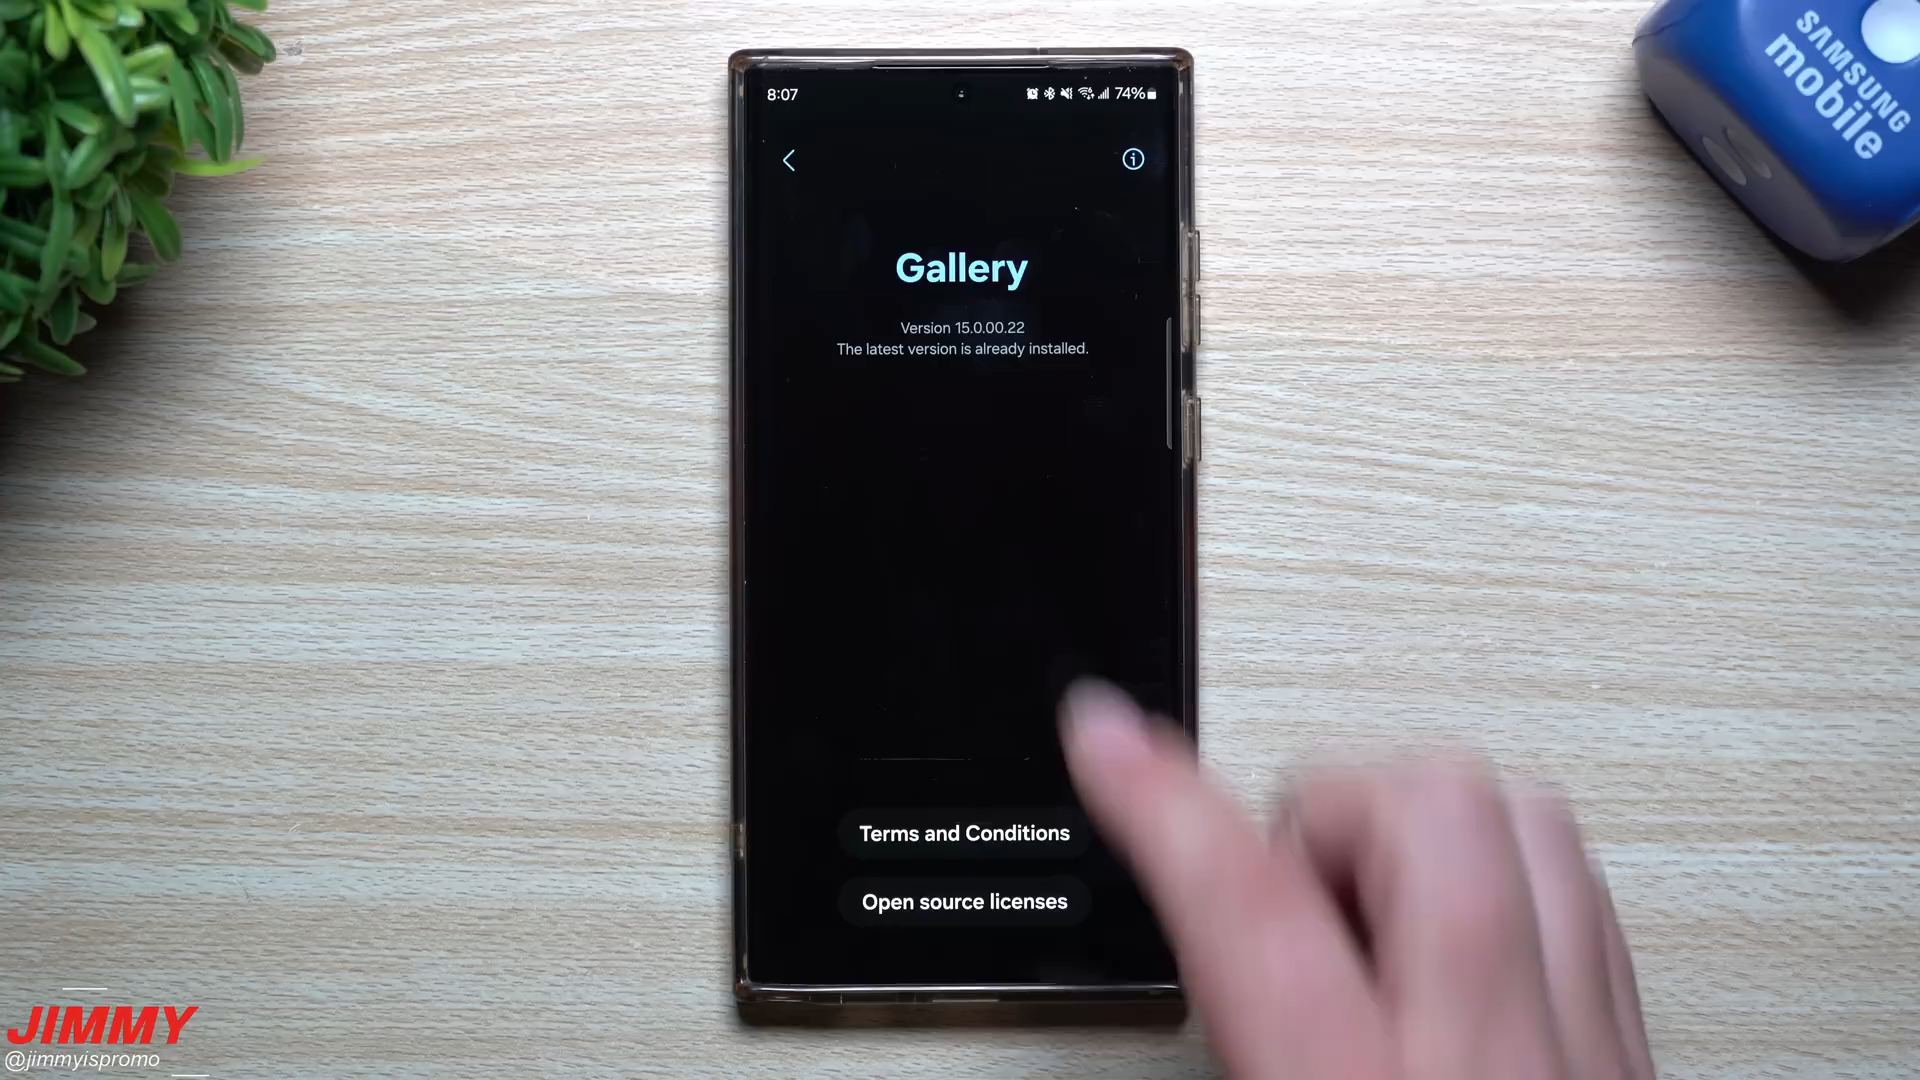 8:07
74%
Gallery
Version 15.0.00.22
The latest version is already installed.
Terms and Conditions
Open source licenses
SAMSUNG
mobile
JIMMY
@jimmyispromo